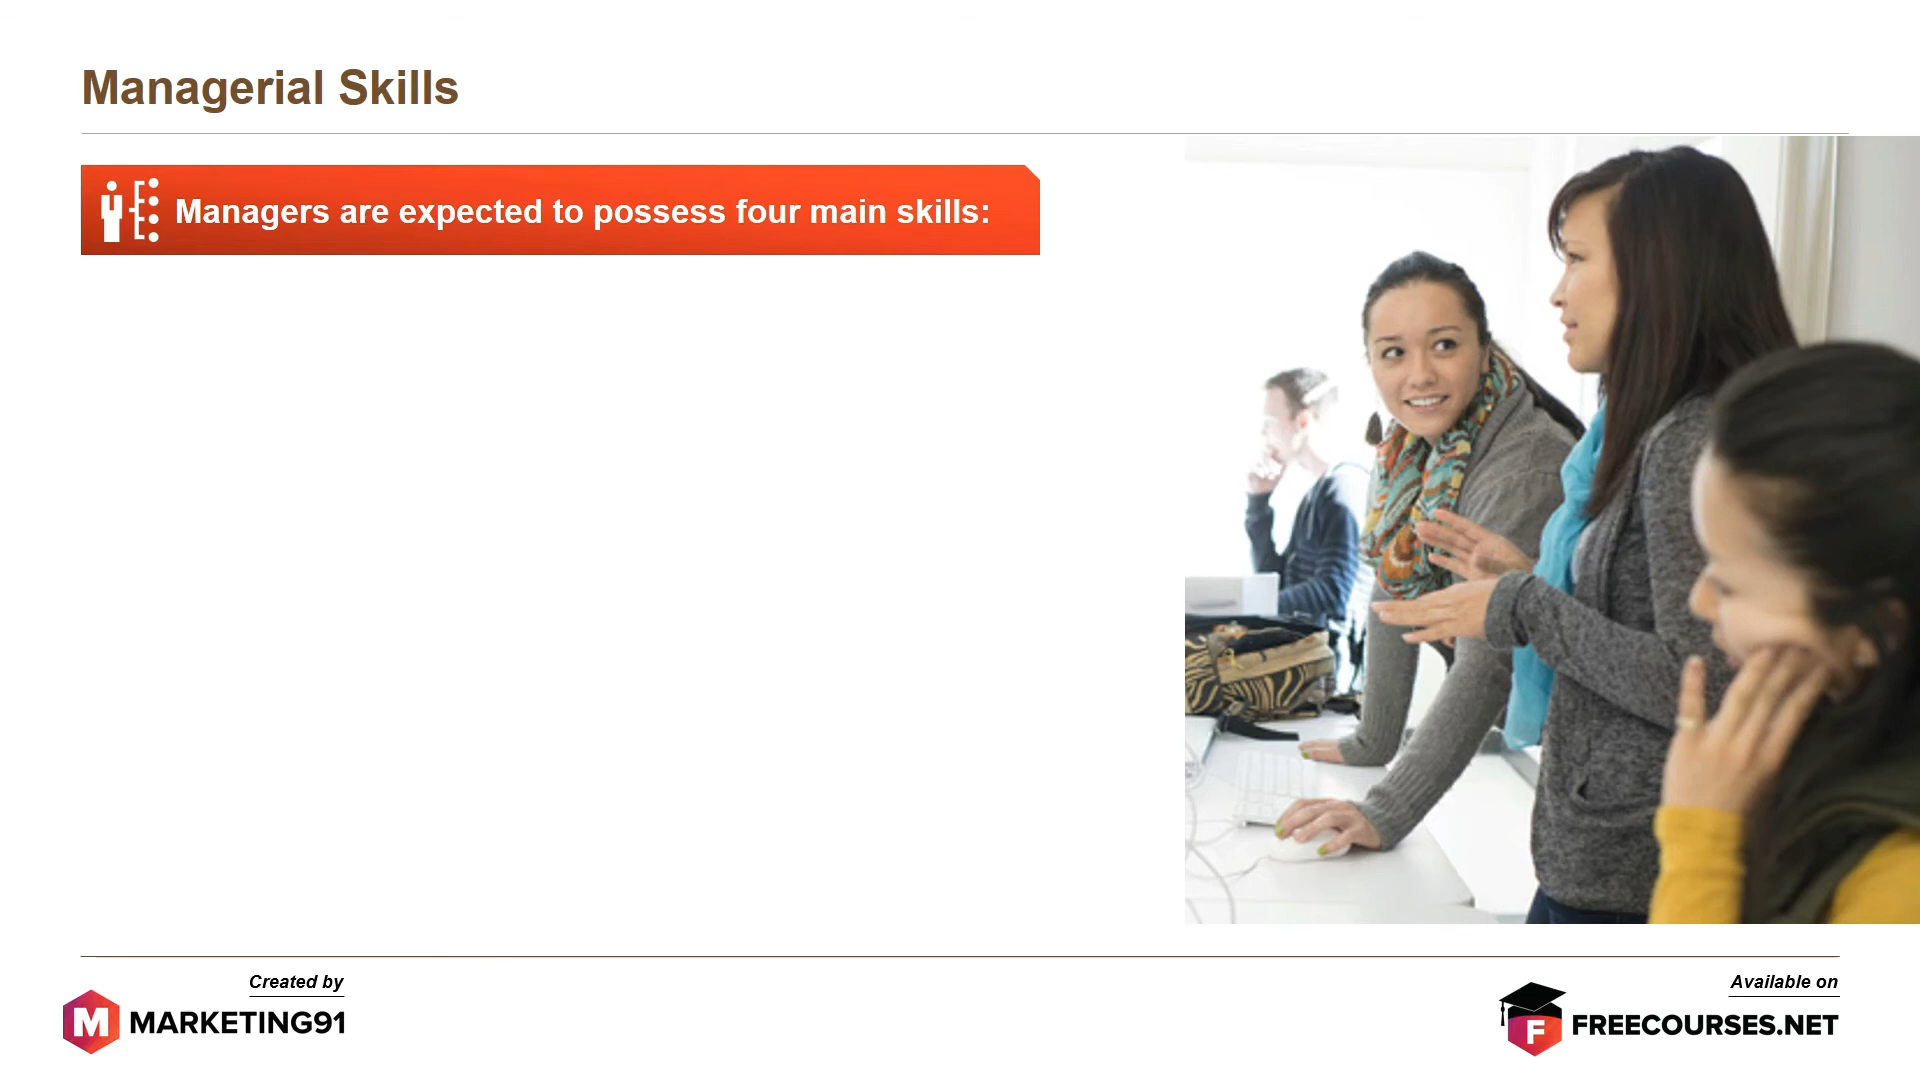 Managerial Skills
Managers are expected to possess four main skills:
Created by
M MARKETING91
Available on
F FREECOURSES.NET